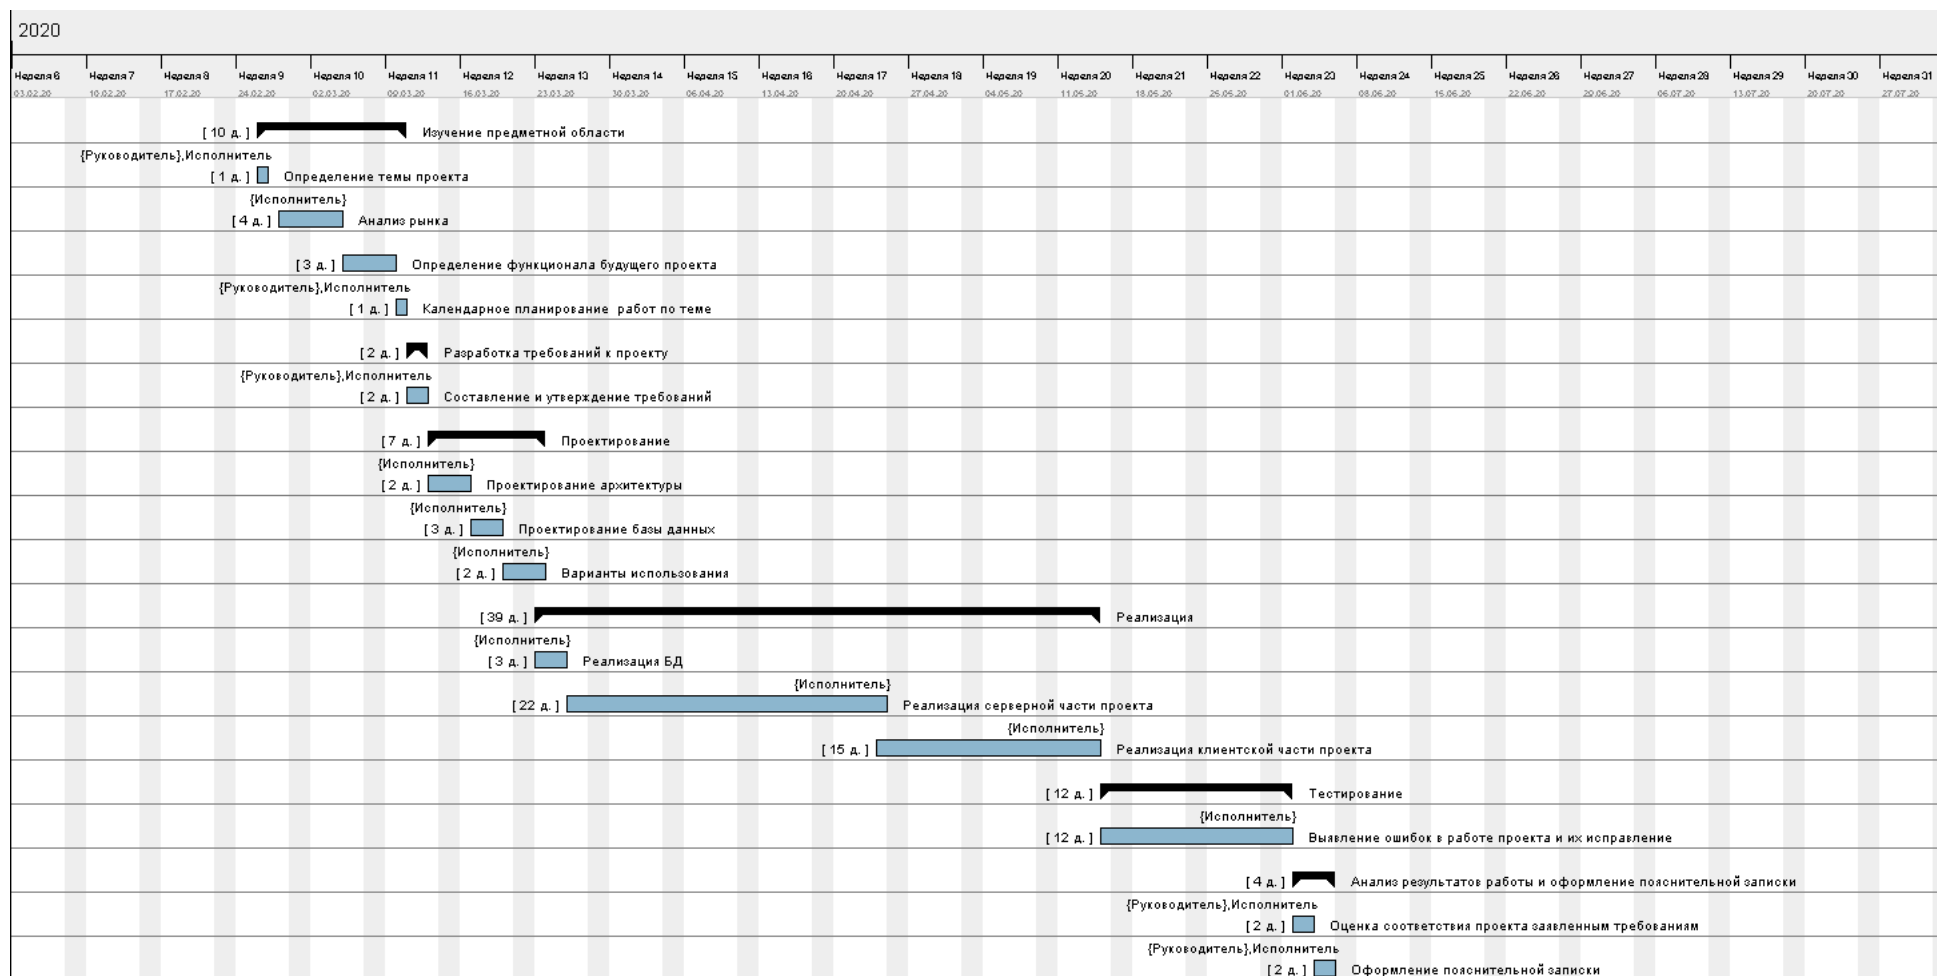 2020
Неделя 6 Неделя 7 Неделя 8 Неделя 9 Неделя 10 Неделя 11 Неделя 12 Неделя 13 Неделя 14 Неделя 15 Неделя 16 Неделя 17 Неделя 18 Неделя 19 Неделя 20 Неделя 21 Неделя 22 Неделя 23 Неделя 24 Неделя 25 Неделя 26 Неделя 27 Неделя 28 Неделя 29 Неделя 30 Неделя 31
03.02.20 10.02.20 17.02.20 24.02.20 02.03.20 09.03.20 16.03.20 23.03.20 30.03.20 06.04.20 13.04.20 20.04.20 27.04.20 04.05.20 11.05.20 18.05.20 25.05.20 01.06.20 08.06.20 15.06.20 22.06.20 29.06.20 06.07.20 13.07.20 20.07.20 27.07.20
[ 10 д. ] Изучение предметной области
{Руководитель},Исполнитель
[ 1 д. ] Определение темы проекта
{Исполнитель}
[ 4 д. ] Анализ рынка
[ 3 д. ] Определение функционала будущего проекта
{Руководитель},Исполнитель
[ 1 д. ] Календарное планирование работ по теме
[ 2 д. ] Разработка требований к проекту
{Руководитель},Исполнитель
[ 2 д. ] Составление и утверждение требований
[ 7 д. ] Проектирование
{Исполнитель}
[ 2 д. ] Проектирование архитектуры
{Исполнитель}
[ 3 д. ] Проектирование базы данных
{Исполнитель}
[ 2 д. ] Варианты использования
[ 39 д. ] Реализация
{Исполнитель}
[ 3 д. ] Реализация БД
{Исполнитель}
[ 22 д. ] Реализация серверной части проекта
{Исполнитель}
[ 15 д. ] Реализация клиентской части проекта
[ 12 д. ] Тестирование
{Исполнитель}
[ 12 д. ] Выявление ошибок в работе проекта и их исправление
[ 4 д. ] Анализ результатов работы и оформление пояснительной записки
{Руководитель},Исполнитель
[ 2 д. ] Оценка соответствия проекта заявленным требованиям
{Руководитель},Исполнитель
[ 2 д. ] Оформление пояснительной записки